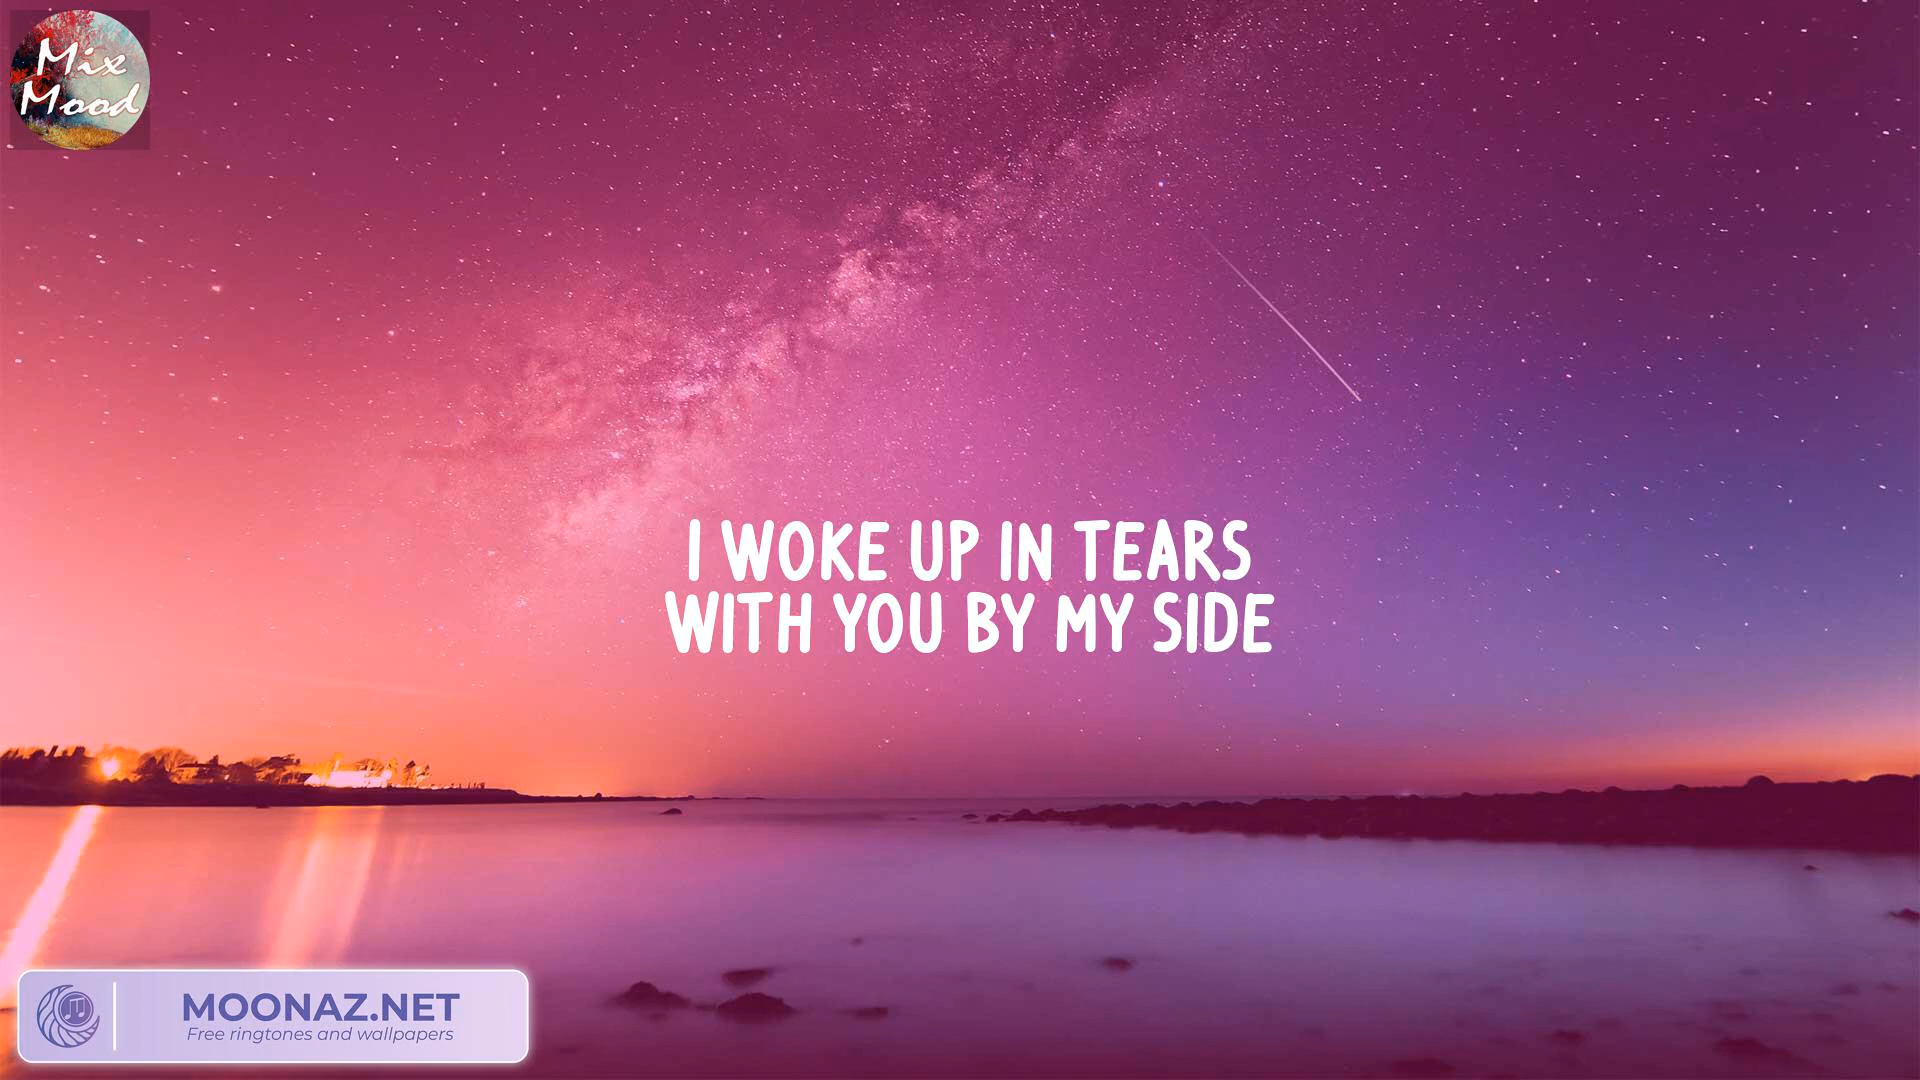 Mix
Mood
I WOKE UP IN TEARS
WITH YOU BY MY SIDE
MOONAZ.NET
Free ringtones and wallpapers